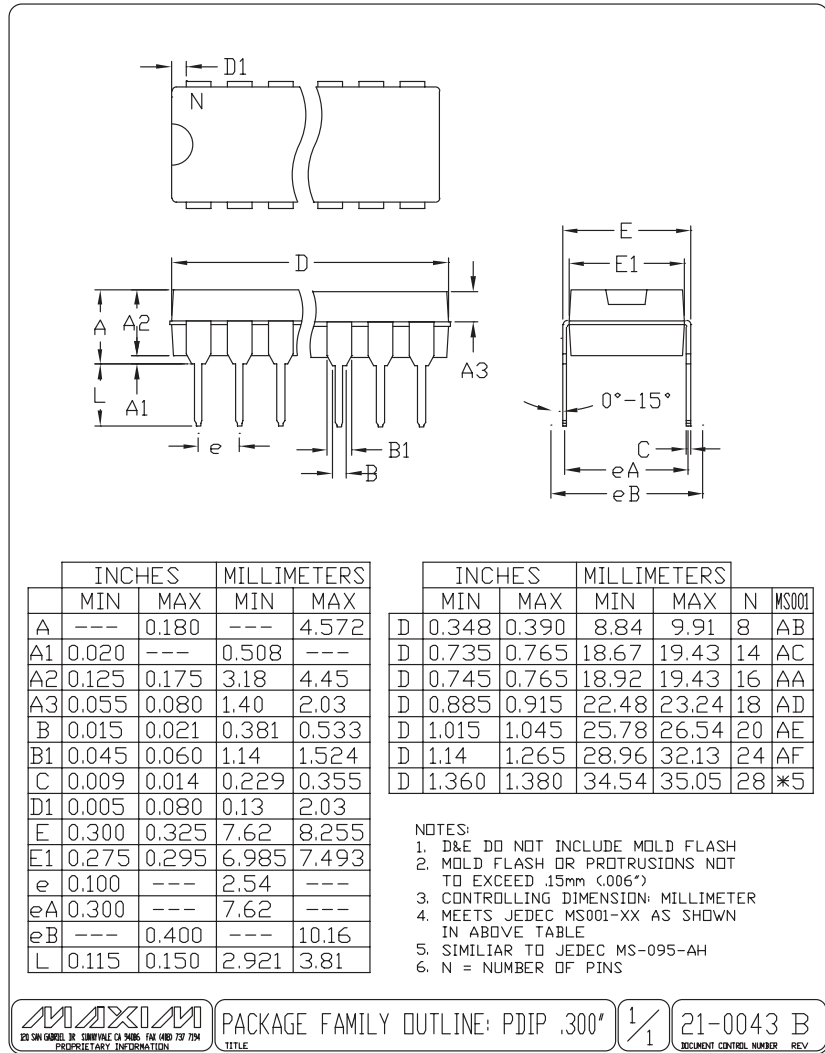 D1
N
E
E1
D
A
A2
A3
L
A1
0°-15°
e
B1
B
C
eA
eB
INCHES MILLIMETERS
MIN MAX MIN MAX
A --- 0.180 --- 4.572
A1 0.020 --- 0.508 ---
A2 0.125 0.175 3.18 4.45
A3 0.055 0.080 1.40 2.03
B 0.015 0.021 0.381 0.533
B1 0.045 0.060 1.14 1.524
C 0.009 0.014 0.229 0.355
D1 0.005 0.080 0.13 2.03
E 0.300 0.325 7.62 8.255
E1 0.275 0.295 6.985 7.493
e 0.100 --- 2.54 ---
eA 0.300 --- 7.62 ---
eB --- 0.400 --- 10.16
L 0.115 0.150 2.921 3.81
INCHES MILLIMETERS
MIN MAX MIN MAX N MS001
D 0.348 0.390 8.84 9.91 8 AB
D 0.735 0.765 18.67 19.43 14 AC
D 0.745 0.765 18.92 19.43 16 AA
D 0.885 0.915 22.48 23.24 18 AD
D 1.015 1.045 25.78 26.54 20 AE
D 1.14 1.265 28.96 32.13 24 AF
D 1.360 1.380 34.54 35.05 28 *5
NOTES:
1. D&E DO NOT INCLUDE MOLD FLASH
2. MOLD FLASH OR PROTRUSIONS NOT
TO EXCEED .15mm (.006")
3. CONTROLLING DIMENSION: MILLIMETER
4. MEETS JEDEC MS001-XX AS SHOWN
IN ABOVE TABLE
5. SIMILIAR TO JEDEC MS-095-AH
6. N = NUMBER OF PINS
MAXIM
120 SAN GABRIEL DR SUNNYVALE CA 94086 FAX (408) 737 7194
PROPRIETARY INFORMATION
PACKAGE FAMILY OUTLINE: PDIP .300"
TITLE
1/1
21-0043 B
DOCUMENT CONTROL NUMBER REV